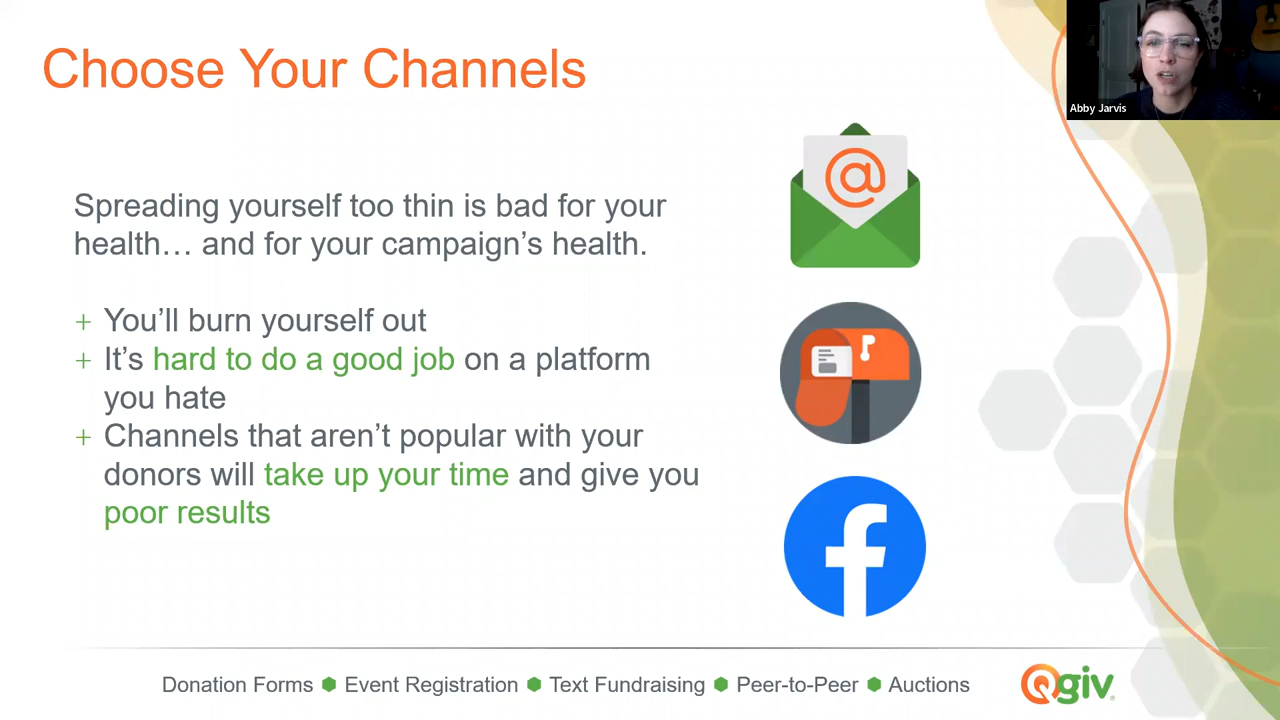 Choose Your Channels
Abby Jarvis
Spreading yourself too thin is bad for your
health… and for your campaign’s health.
+ You’ll burn yourself out
+ It’s hard to do a good job on a platform
you hate
+ Channels that aren’t popular with your
donors will take up your time and give you
poor results
@
f
Donation Forms ⬢ Event Registration ⬢ Text Fundraising ⬢ Peer-to-Peer ⬢ Auctions
Qgiv